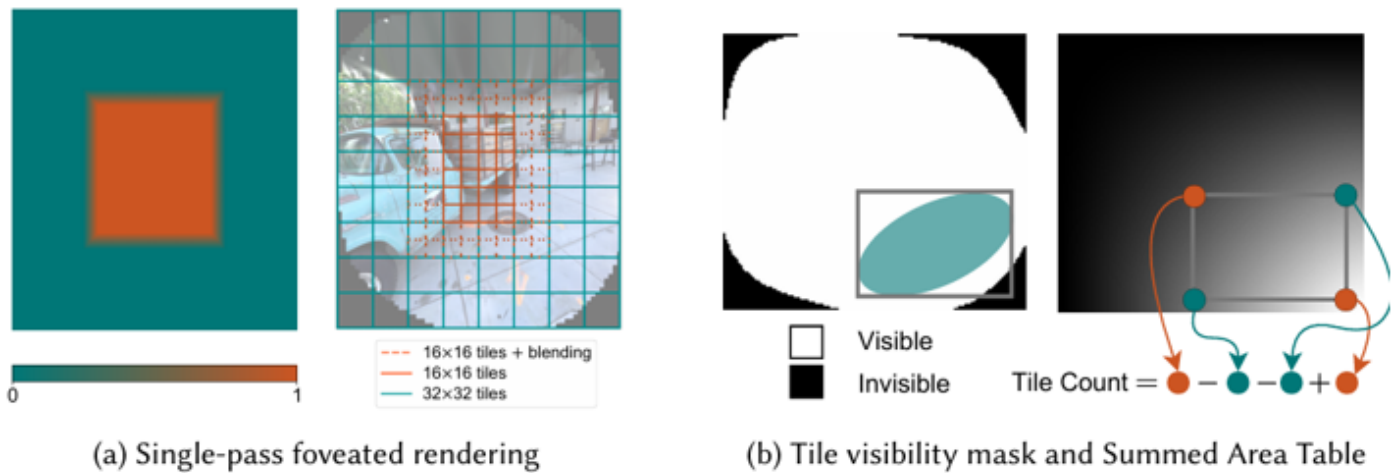 0
1
16×16 tiles + blending
16×16 tiles
32×32 tiles
(a) Single-pass foveated rendering
Visible
Invisible
Tile Count = − − +
(b) Tile visibility mask and Summed Area Table